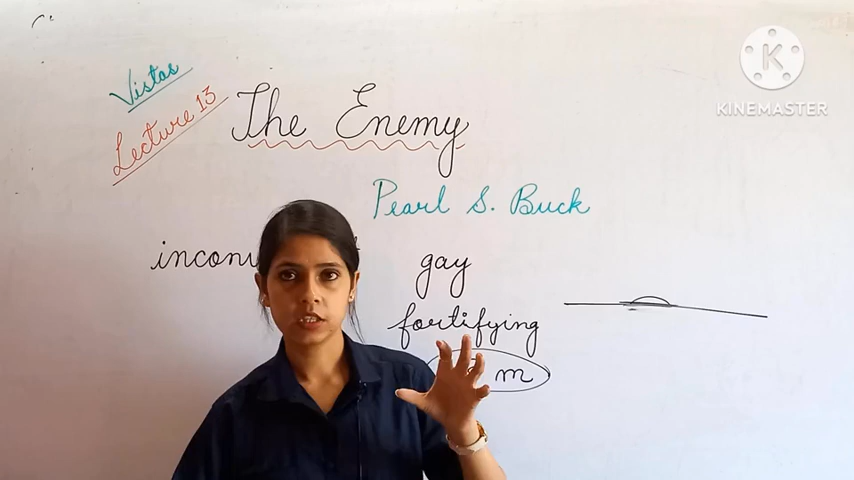 Vistas
Lecture 13
The Enemy
Pearl S. Buck
gay
fortifying
m
K
KINEMASTER